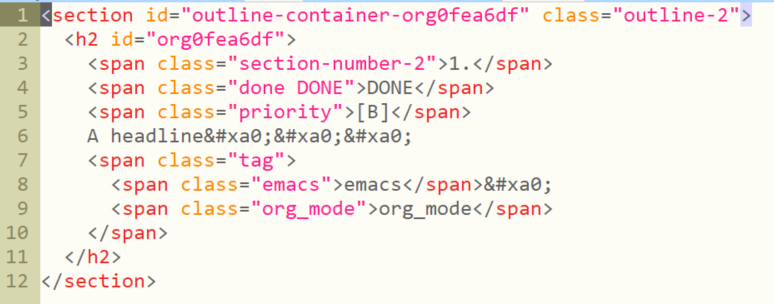 1 <section id="outline-container-org0fea6df" class="outline-2">
2   <h2 id="org0fea6df">
3     <span class="section-number-2">1.</span>
4     <span class="done DONE">DONE</span>
5     <span class="priority">[B]</span>
6     A headline&#xa0;&#xa0;&#xa0;
7     <span class="tag">
8       <span class="emacs">emacs</span>&#xa0;
9       <span class="org_mode">org_mode</span>
10     </span>
11   </h2>
12 </section>